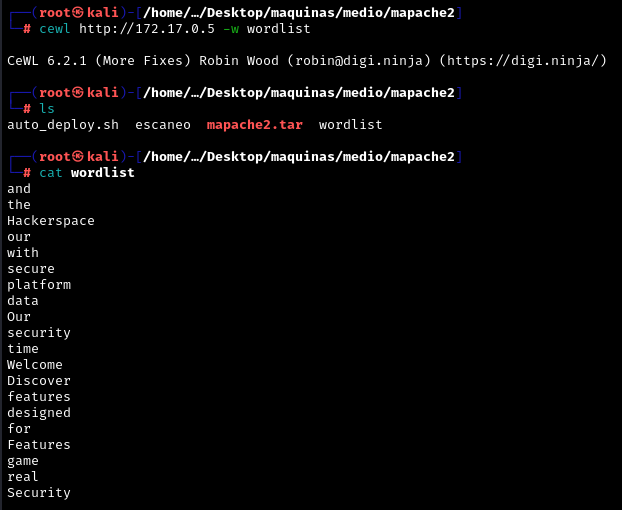 ┌──(root㉿kali)-[/home/…/Desktop/maquinas/medio/mapache2]
└─# cewl http://172.17.0.5 -w wordlist
CeWL 6.2.1 (More Fixes) Robin Wood (robin@digi.ninja) (https://digi.ninja/)
┌──(root㉿kali)-[/home/…/Desktop/maquinas/medio/mapache2]
└─# ls
auto_deploy.sh  escaneo  mapache2.tar  wordlist
┌──(root㉿kali)-[/home/…/Desktop/maquinas/medio/mapache2]
└─# cat wordlist
and
the
Hackerspace
our
with
secure
platform
data
Our
security
time
Welcome
Discover
features
designed
for
Features
game
real
Security